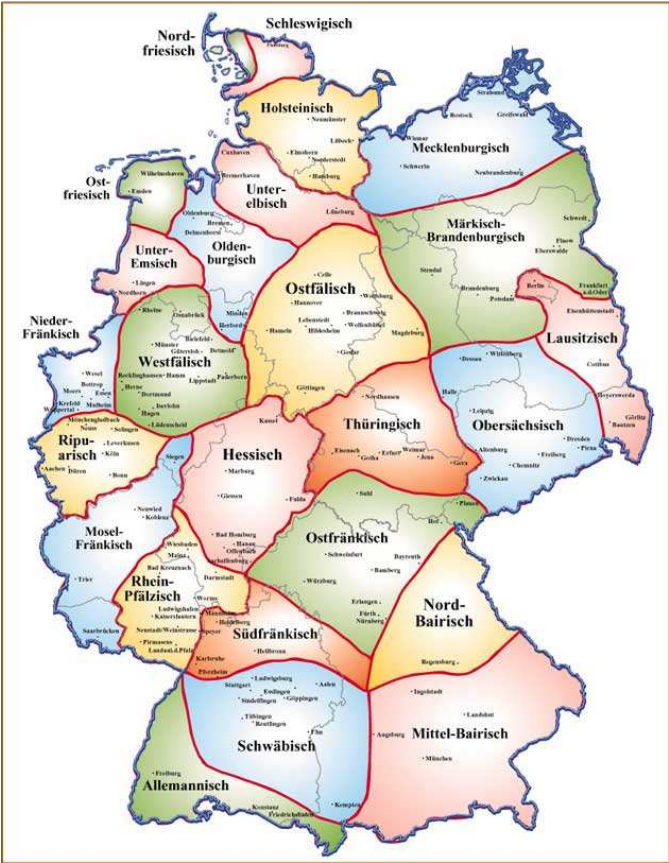 Schleswigisch
Nord-
friesisch
Flensburg
Holsteinisch
Neumünster
Lübeck
Elmshorn
Norderstedt
Hamburg
Stralsund
Rostock
Greifswald
Wismar
Mecklenburgisch
Schwerin
Neubrandenburg
Cuxhaven
Bremerhaven
Unter-
elbisch
Lüneburg
Wilhelmshaven
Ost-
friesisch
Emden
Oldenburg
Bremen
Delmenhorst
Olden-
burgisch
Märkisch-
Brandenburgisch
Schwedt
Finow
Eberswalde
Stendal
Brandenburg
Potsdam
Berlin
Frankfurt
a.d.Oder
Unter-
Emsisch
Lingen
Nordhorn
Celle
Ostfälisch
Wolfsburg
Hannover
Braunschweig
Lebenstedt
Wolfenbüttel
Hameln
Hildesheim
Goslar
Magdeburg
Göttingen
Eisenhüttenstadt
Lausitzisch
Cottbus
Hoyerswerda
Görlitz
Bautzen
Nieder-
Fränkisch
Rheine
Osnabrück
Minden
Herford
Bielefeld
Münster
Gütersloh
Detmold
Westfälisch
Recklinghausen
Hamm
Paderborn
Lippstadt
Herne
Dortmund
Iserlohn
Hagen
Lüdenscheid
Wesel
Bottrop
Moers
Essen
Krefeld
Mülheim
Wuppertal
Dessau
Wittenberg
Halle
Obersächsisch
Leipzig
Dresden
Altenburg
Freiberg
Pirna
Chemnitz
Zwickau
Nordhausen
Thüringisch
Eisenach
Erfurt
Weimar
Gotha
Jena
Gera
Kassel
Hessisch
Marburg
Giessen
Fulda
Bad Homburg
Hanau
Offenbach
Aschaffenburg
Mönchengladbach
Neuss
Solingen
Ripu-
arisch
Leverkusen
Köln
Aachen
Düren
Bonn
Siegen
Neuwied
Koblenz
Mosel-
Fränkisch
Trier
Saarbrücken
Suhl
Plauen
Hof
Ostfränkisch
Schweinfurt
Bayreuth
Bamberg
Würzburg
Erlangen
Fürth
Nürnberg
Wiesbaden
Mainz
Bad Kreuznach
Darmstadt
Rhein-
Pfälzisch
Worms
Ludwigshafen
Mannheim
Kaiserslautern
Heidelberg
Neustadt/Weinstrasse
Speyer
Pirmasens
Landau i.d.Pfalz
Südfränkisch
Heilbronn
Karlsruhe
Pforzheim
Nord-
Bairisch
Regensburg
Ludwigsburg
Stuttgart
Aalen
Esslingen
Sindelfingen
Göppingen
Tübingen
Reutlingen
Ulm
Schwäbisch
Kempten
Ingolstadt
Landshut
Augsburg
Mittel-Bairisch
München
Freiburg
Allemannisch
Konstanz
Friedrichshafen